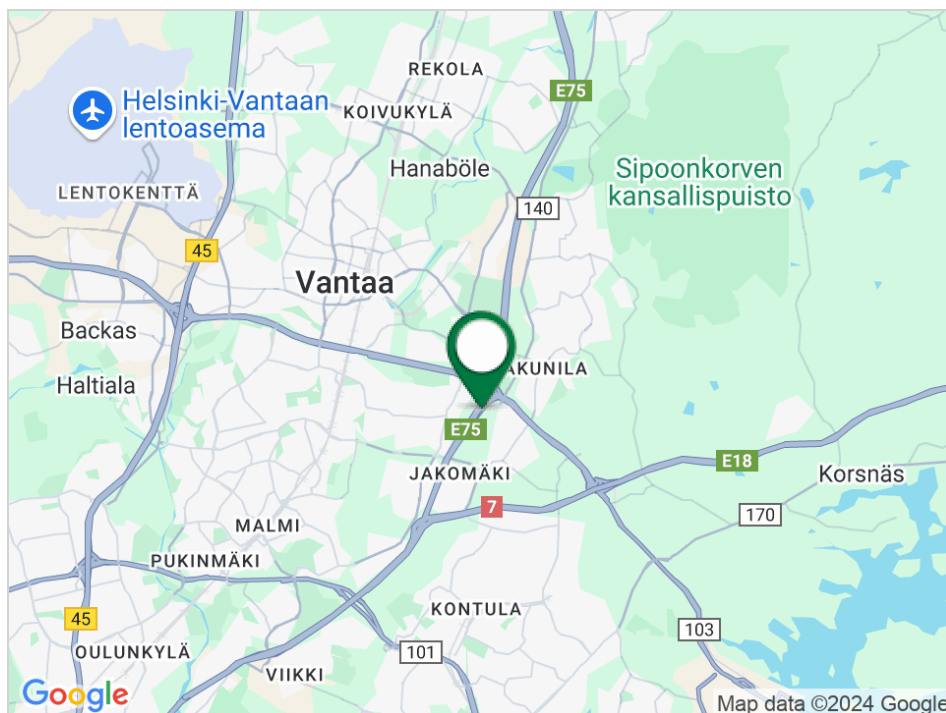 REKOLA
E75
Helsinki-Vantaan
lentoasema
KOIVUKYLÄ
Hanaböle
Sipoonkorven
kansallispuisto
LENTOKENTTÄ
140
45
Vantaa
Backas
Haltiala
AKUNILA
E75
JAKOMÄKI
E18
Korsnäs
7
170
MALMI
PUKINMÄKI
KONTULA
45
103
OULUNKYLÄ
101
VIIKKI
Google
Map data ©2024 Google